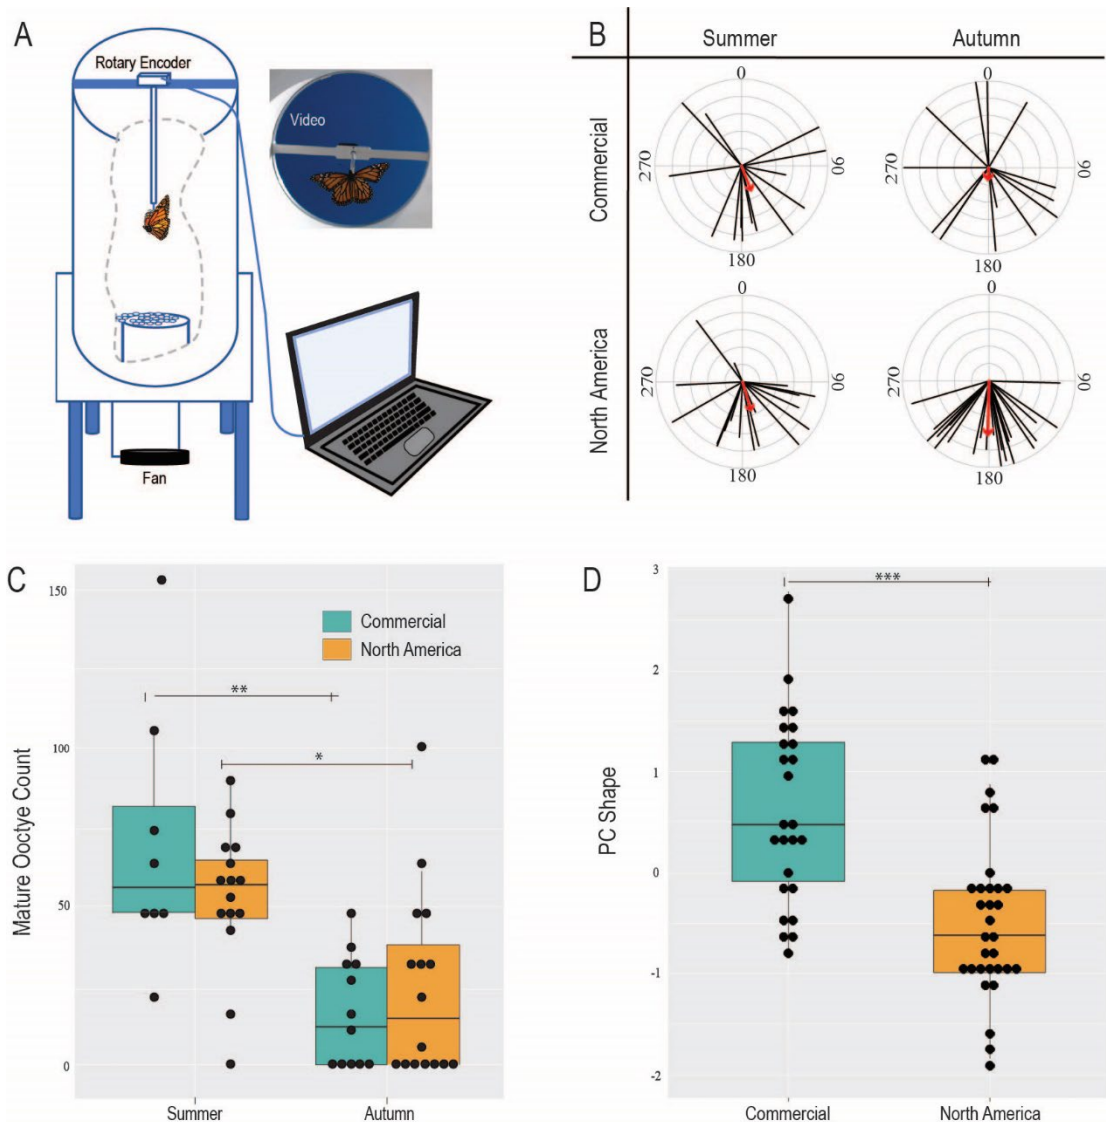 A
Rotary Encoder
Video
Fan
B
Summer
Autumn
Commercial
0
270
90
180
0
270
90
180
North America
0
270
90
180
0
270
90
180
C
Mature Ooctye Count
150
100
50
0
**
*
Commercial
North America
Summer
Autumn
D
PC Shape
3
2
1
0
-1
-2
***
Commercial
North America